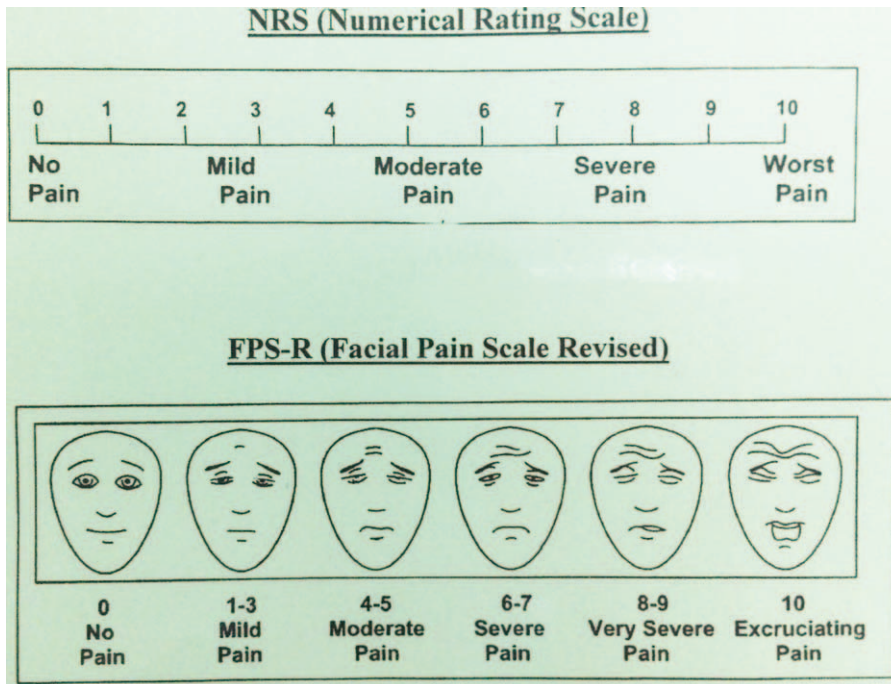 NRS (Numerical Rating Scale)
0 1 2 3 4 5 6 7 8 9 10
No Mild Moderate Severe Worst
Pain Pain Pain Pain Pain
FPS-R (Facial Pain Scale Revised)
0 1-3 4-5 6-7 8-9 10
No Mild Moderate Severe Very Severe Excruciating
Pain Pain Pain Pain Pain Pain